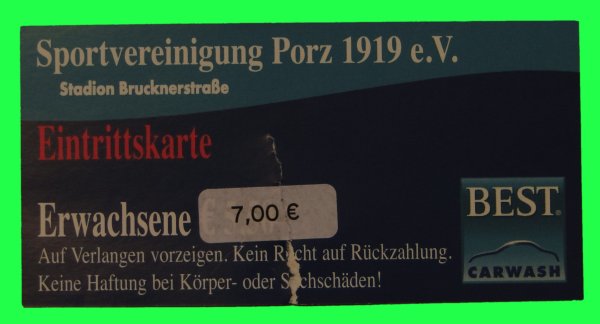 Sportvereinigung Porz 1919 e.V.
Stadion Brucknerstraße
Eintrittskarte
Erwachsene 7,00 €
Auf Verlangen vorzeigen. Kein Recht auf Rückzahlung.
Keine Haftung bei Körper- oder Sachschäden!
BEST®
CARWASH